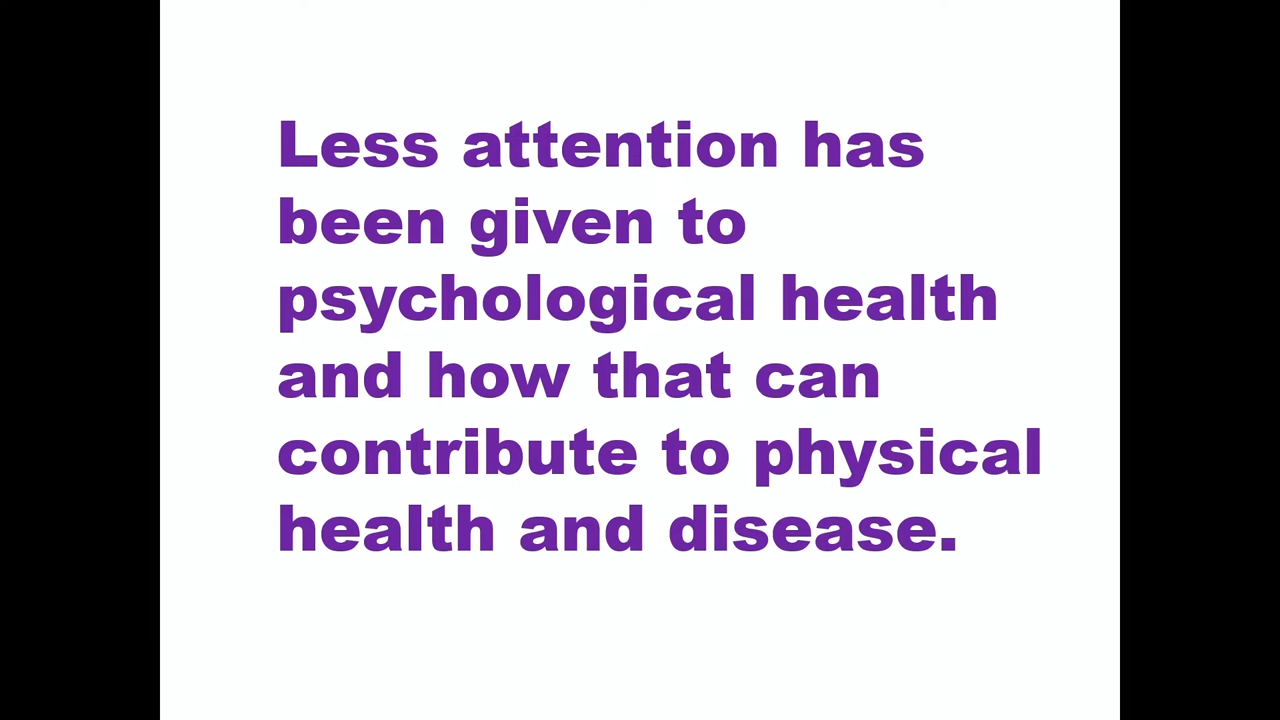 Less attention has
been given to
psychological health
and how that can
contribute to physical
health and disease.